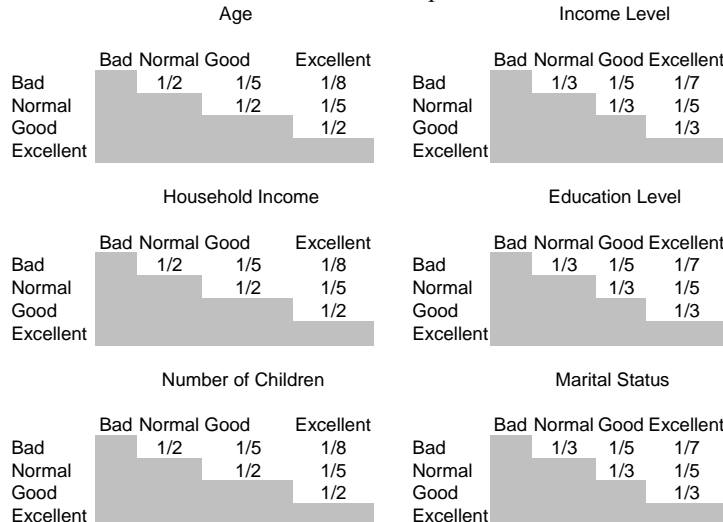 Age
Bad Normal Good Excellent
Bad 1/2 1/5 1/8
Normal 1/2 1/5
Good 1/2
Excellent
Income Level
Bad Normal Good Excellent
Bad 1/3 1/5 1/7
Normal 1/3 1/5
Good 1/3
Excellent
Household Income
Bad Normal Good Excellent
Bad 1/2 1/5 1/8
Normal 1/2 1/5
Good 1/2
Excellent
Education Level
Bad Normal Good Excellent
Bad 1/3 1/5 1/7
Normal 1/3 1/5
Good 1/3
Excellent
Number of Children
Bad Normal Good Excellent
Bad 1/2 1/5 1/8
Normal 1/2 1/5
Good 1/2
Excellent
Marital Status
Bad Normal Good Excellent
Bad 1/3 1/5 1/7
Normal 1/3 1/5
Good 1/3
Excellent